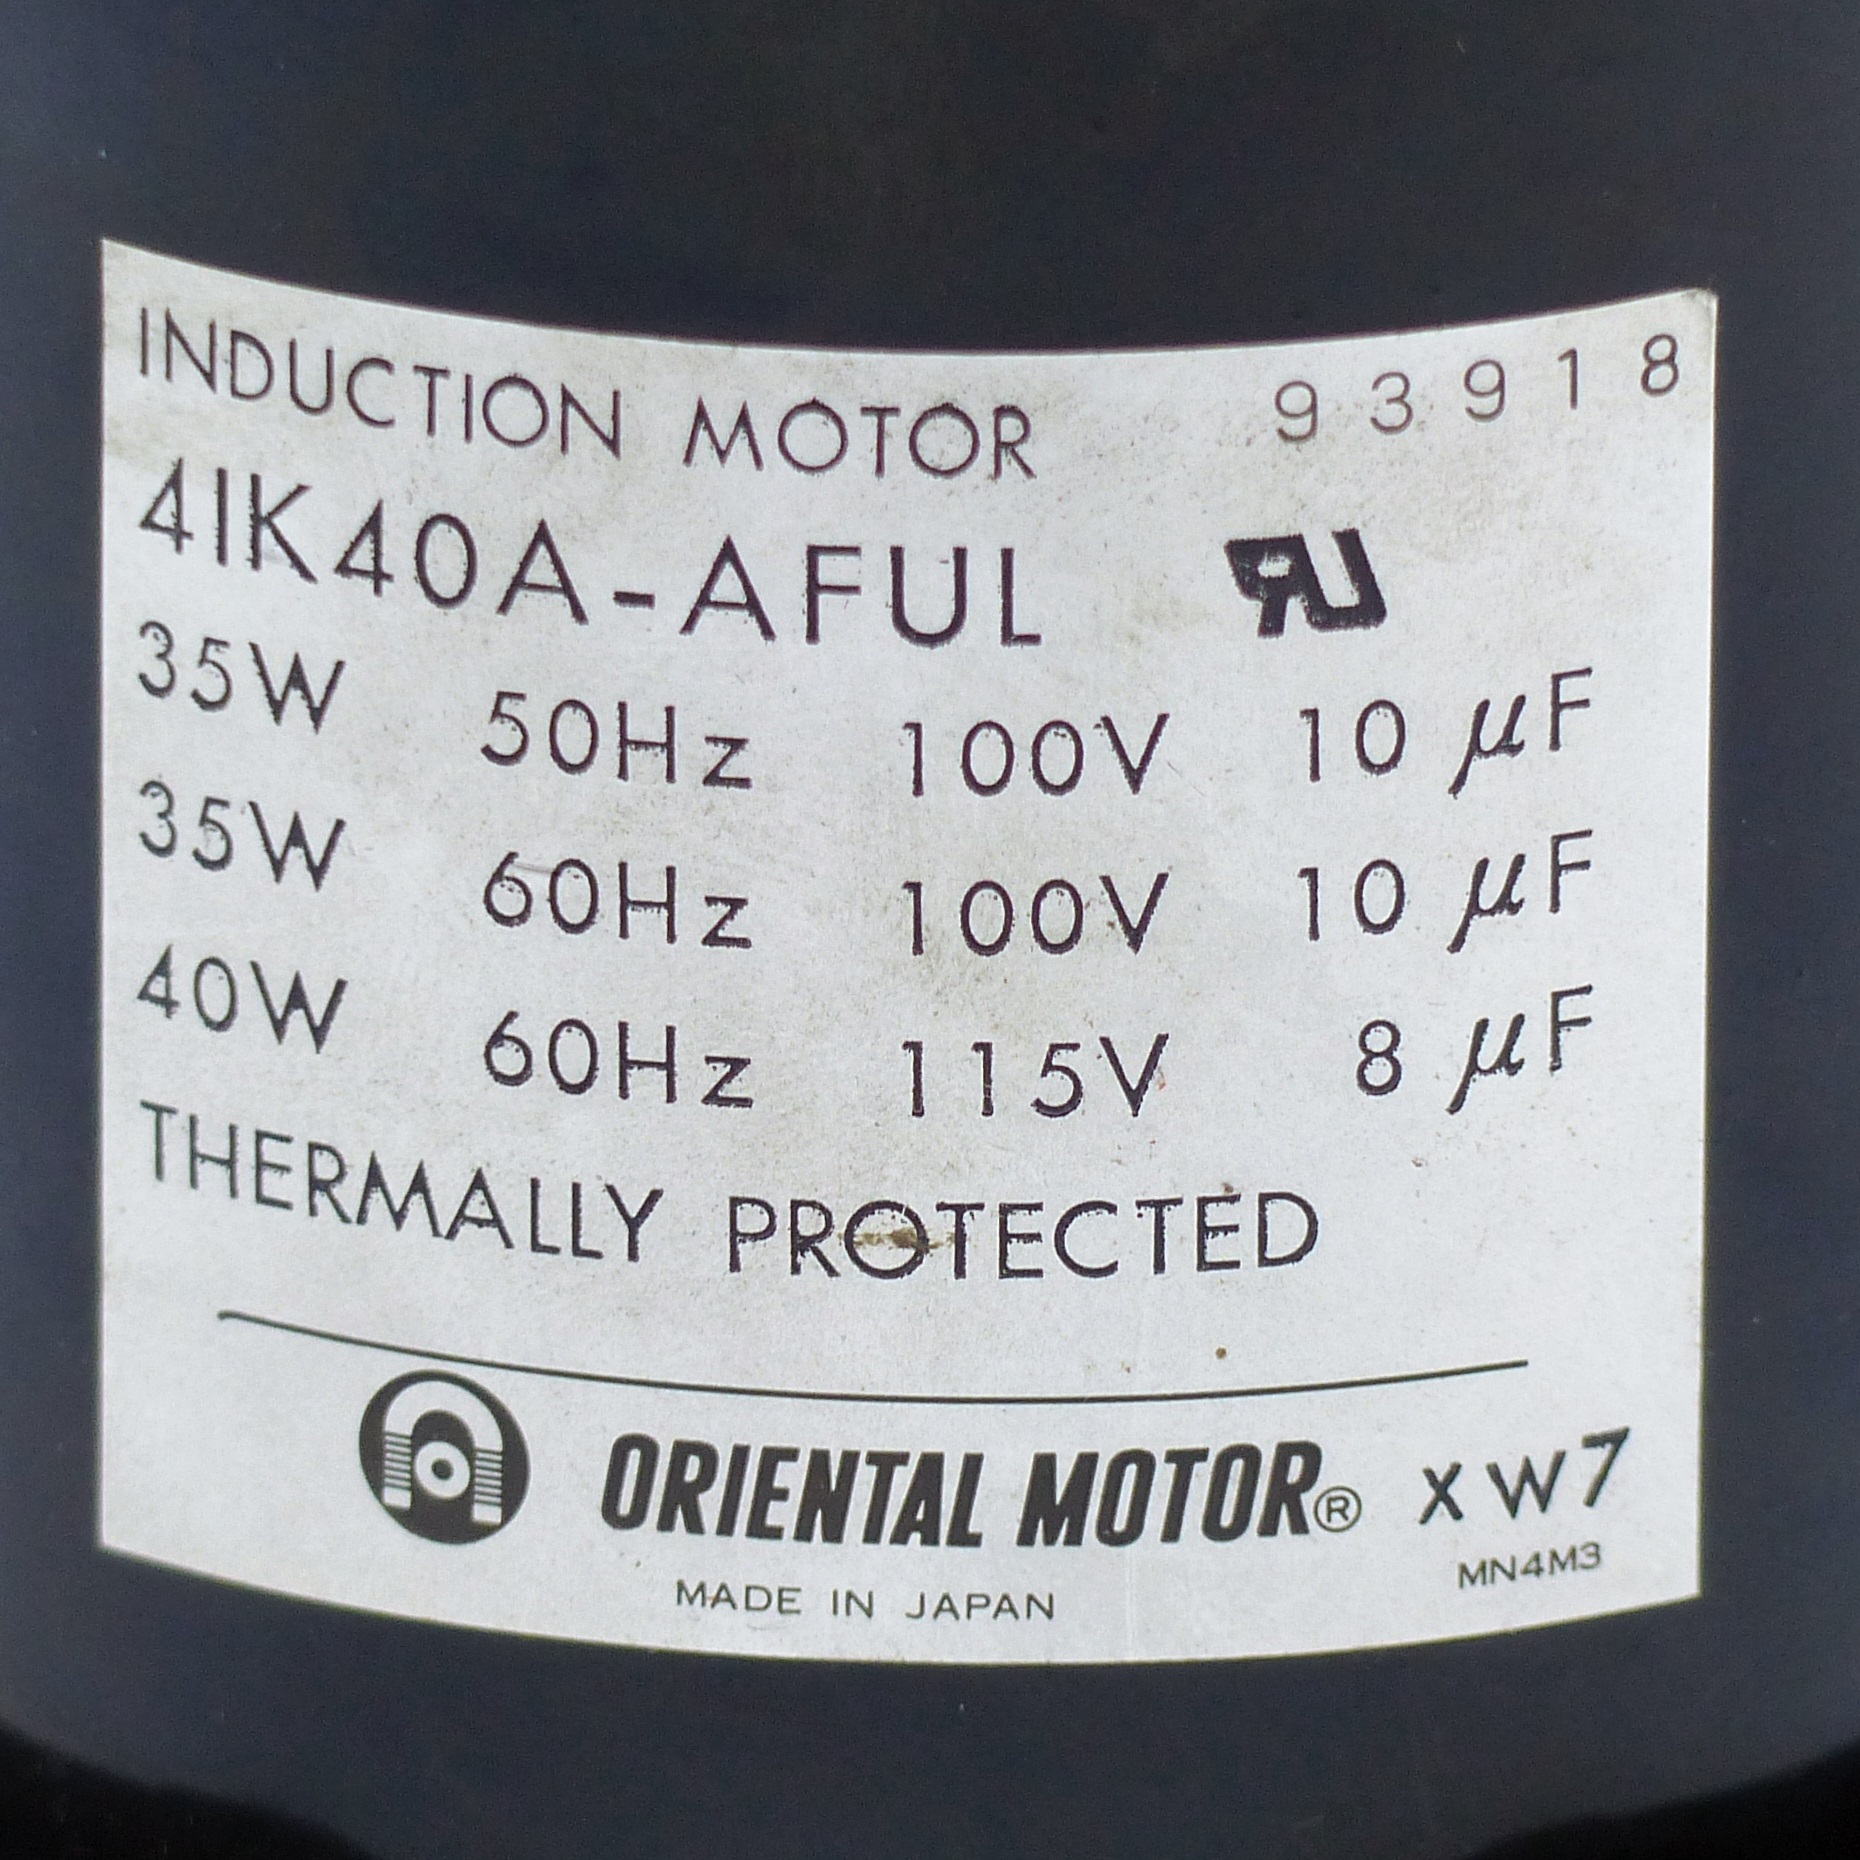 INDUCTION MOTOR 93918
4IK40A-AFUL RU
35W 50Hz 100V 10 µF
35W 60Hz 100V 10 µF
40W 60Hz 115V 8 µF
THERMALLY PROTECTED
ORIENTAL MOTOR® XW7
MN4M3
MADE IN JAPAN